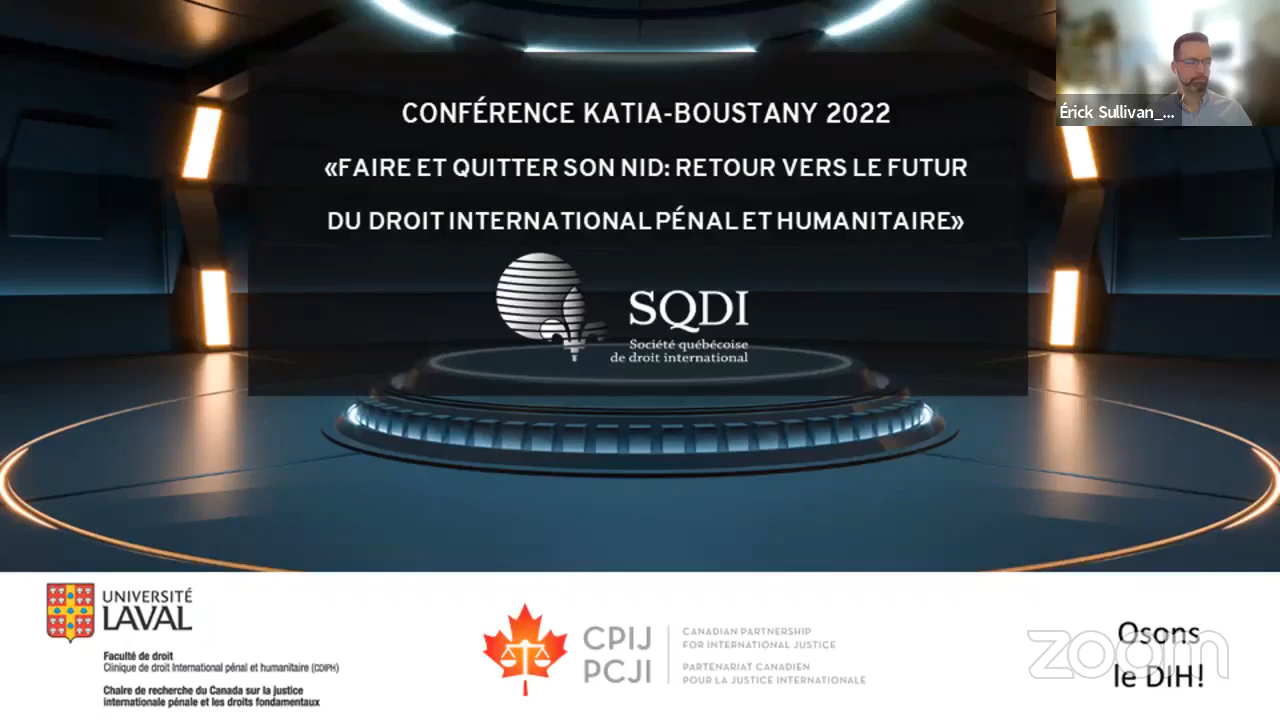 CONFÉRENCE KATIA-BOUSTANY 2022
«FAIRE ET QUITTER SON NID: RETOUR VERS LE FUTUR
DU DROIT INTERNATIONAL PÉNAL ET HUMANITAIRE»
SQDI
Société québécoise
de droit international
Érick Sullivan_...
UNIVERSITÉ
LAVAL
Faculté de droit
Clinique de droit international pénal et humanitaire (CDIPH)
Chaire de recherche du Canada sur la justice
internationale pénale et les droits fondamentaux
CPIJ
PCJI
CANADIAN PARTNERSHIP
FOR INTERNATIONAL JUSTICE
PARTENARIAT CANADIEN
POUR LA JUSTICE INTERNATIONALE
Osons
le DIH!
zoom